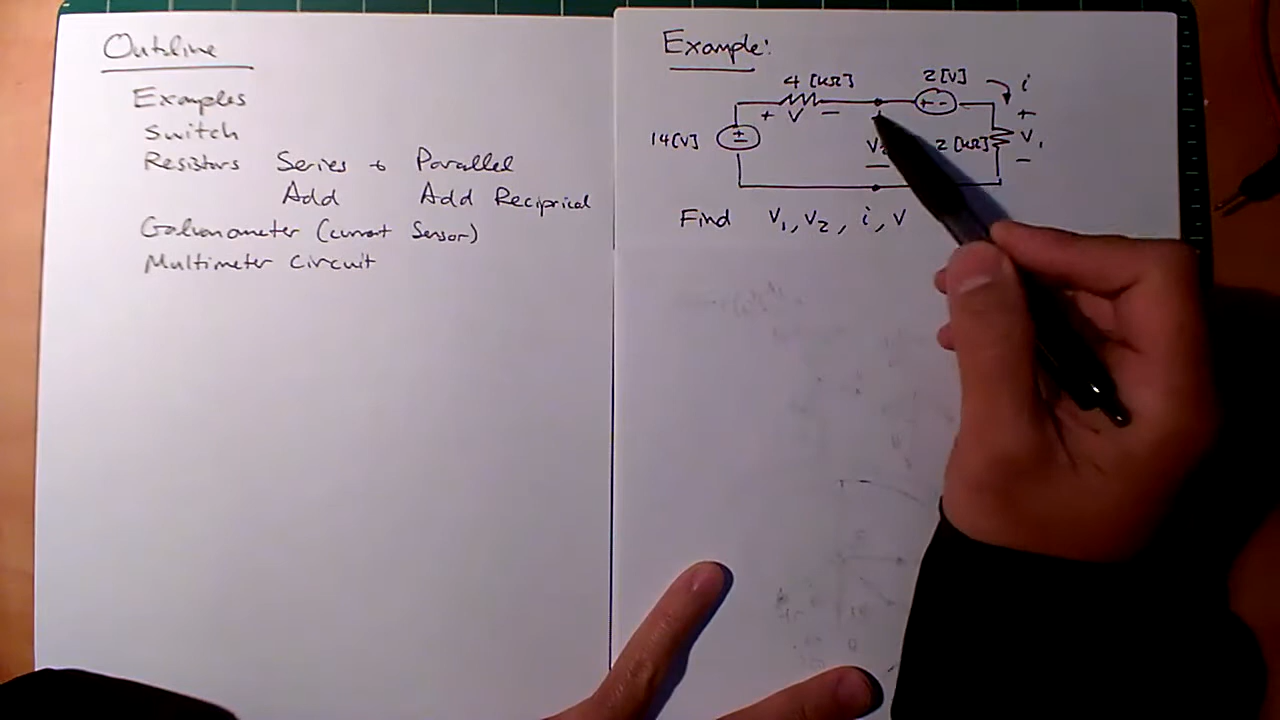 Outline
Examples
Switch
Resistors Series + Parallel
Add Add Reciprical
Galvanometer (current Sensor)
Multimeter Circuit
Example:
4 [kΩ] 2 [V] i
+ V − + − +
14 [V] + − 2 [kΩ] V1
− −
Find V1, V2, i, V